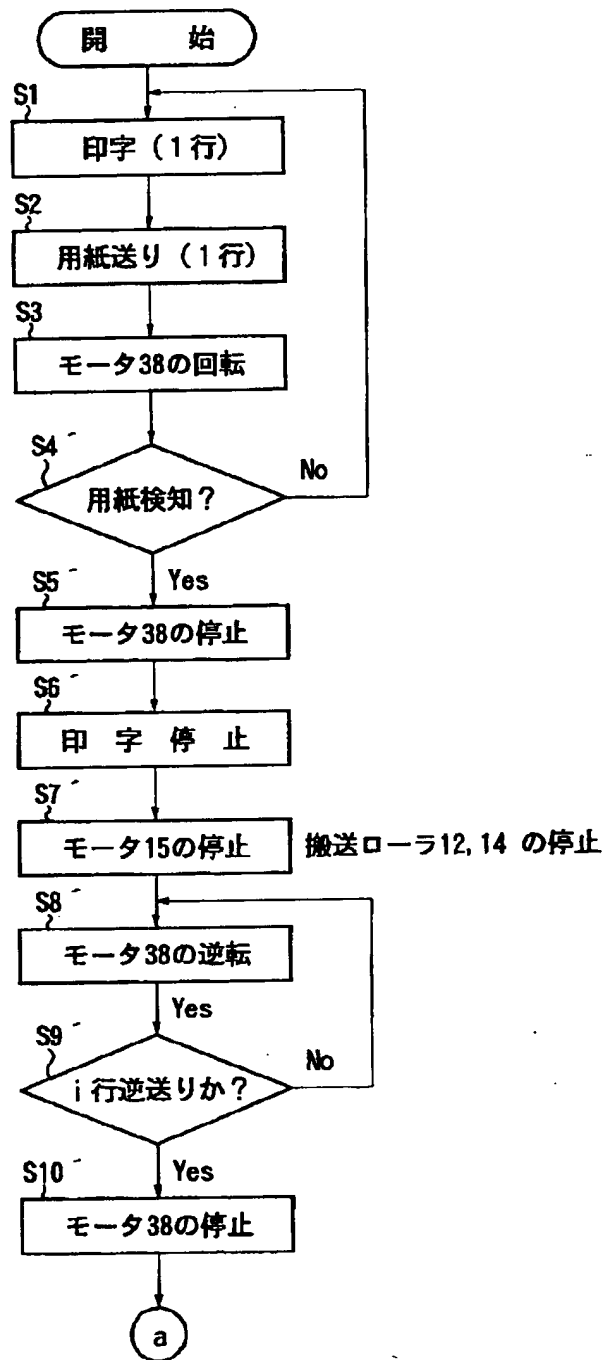 開 始
S1
印字（1行）
S2
用紙送り（1行）
S3
モータ38の回転
S4
用紙検知？
No
Yes
S5
モータ38の停止
S6
印 字 停 止
S7
モータ15の停止 搬送ローラ12,14 の停止
S8
モータ38の逆転
Yes
S9
i 行逆送りか？
No
Yes
S10
モータ38の停止
a